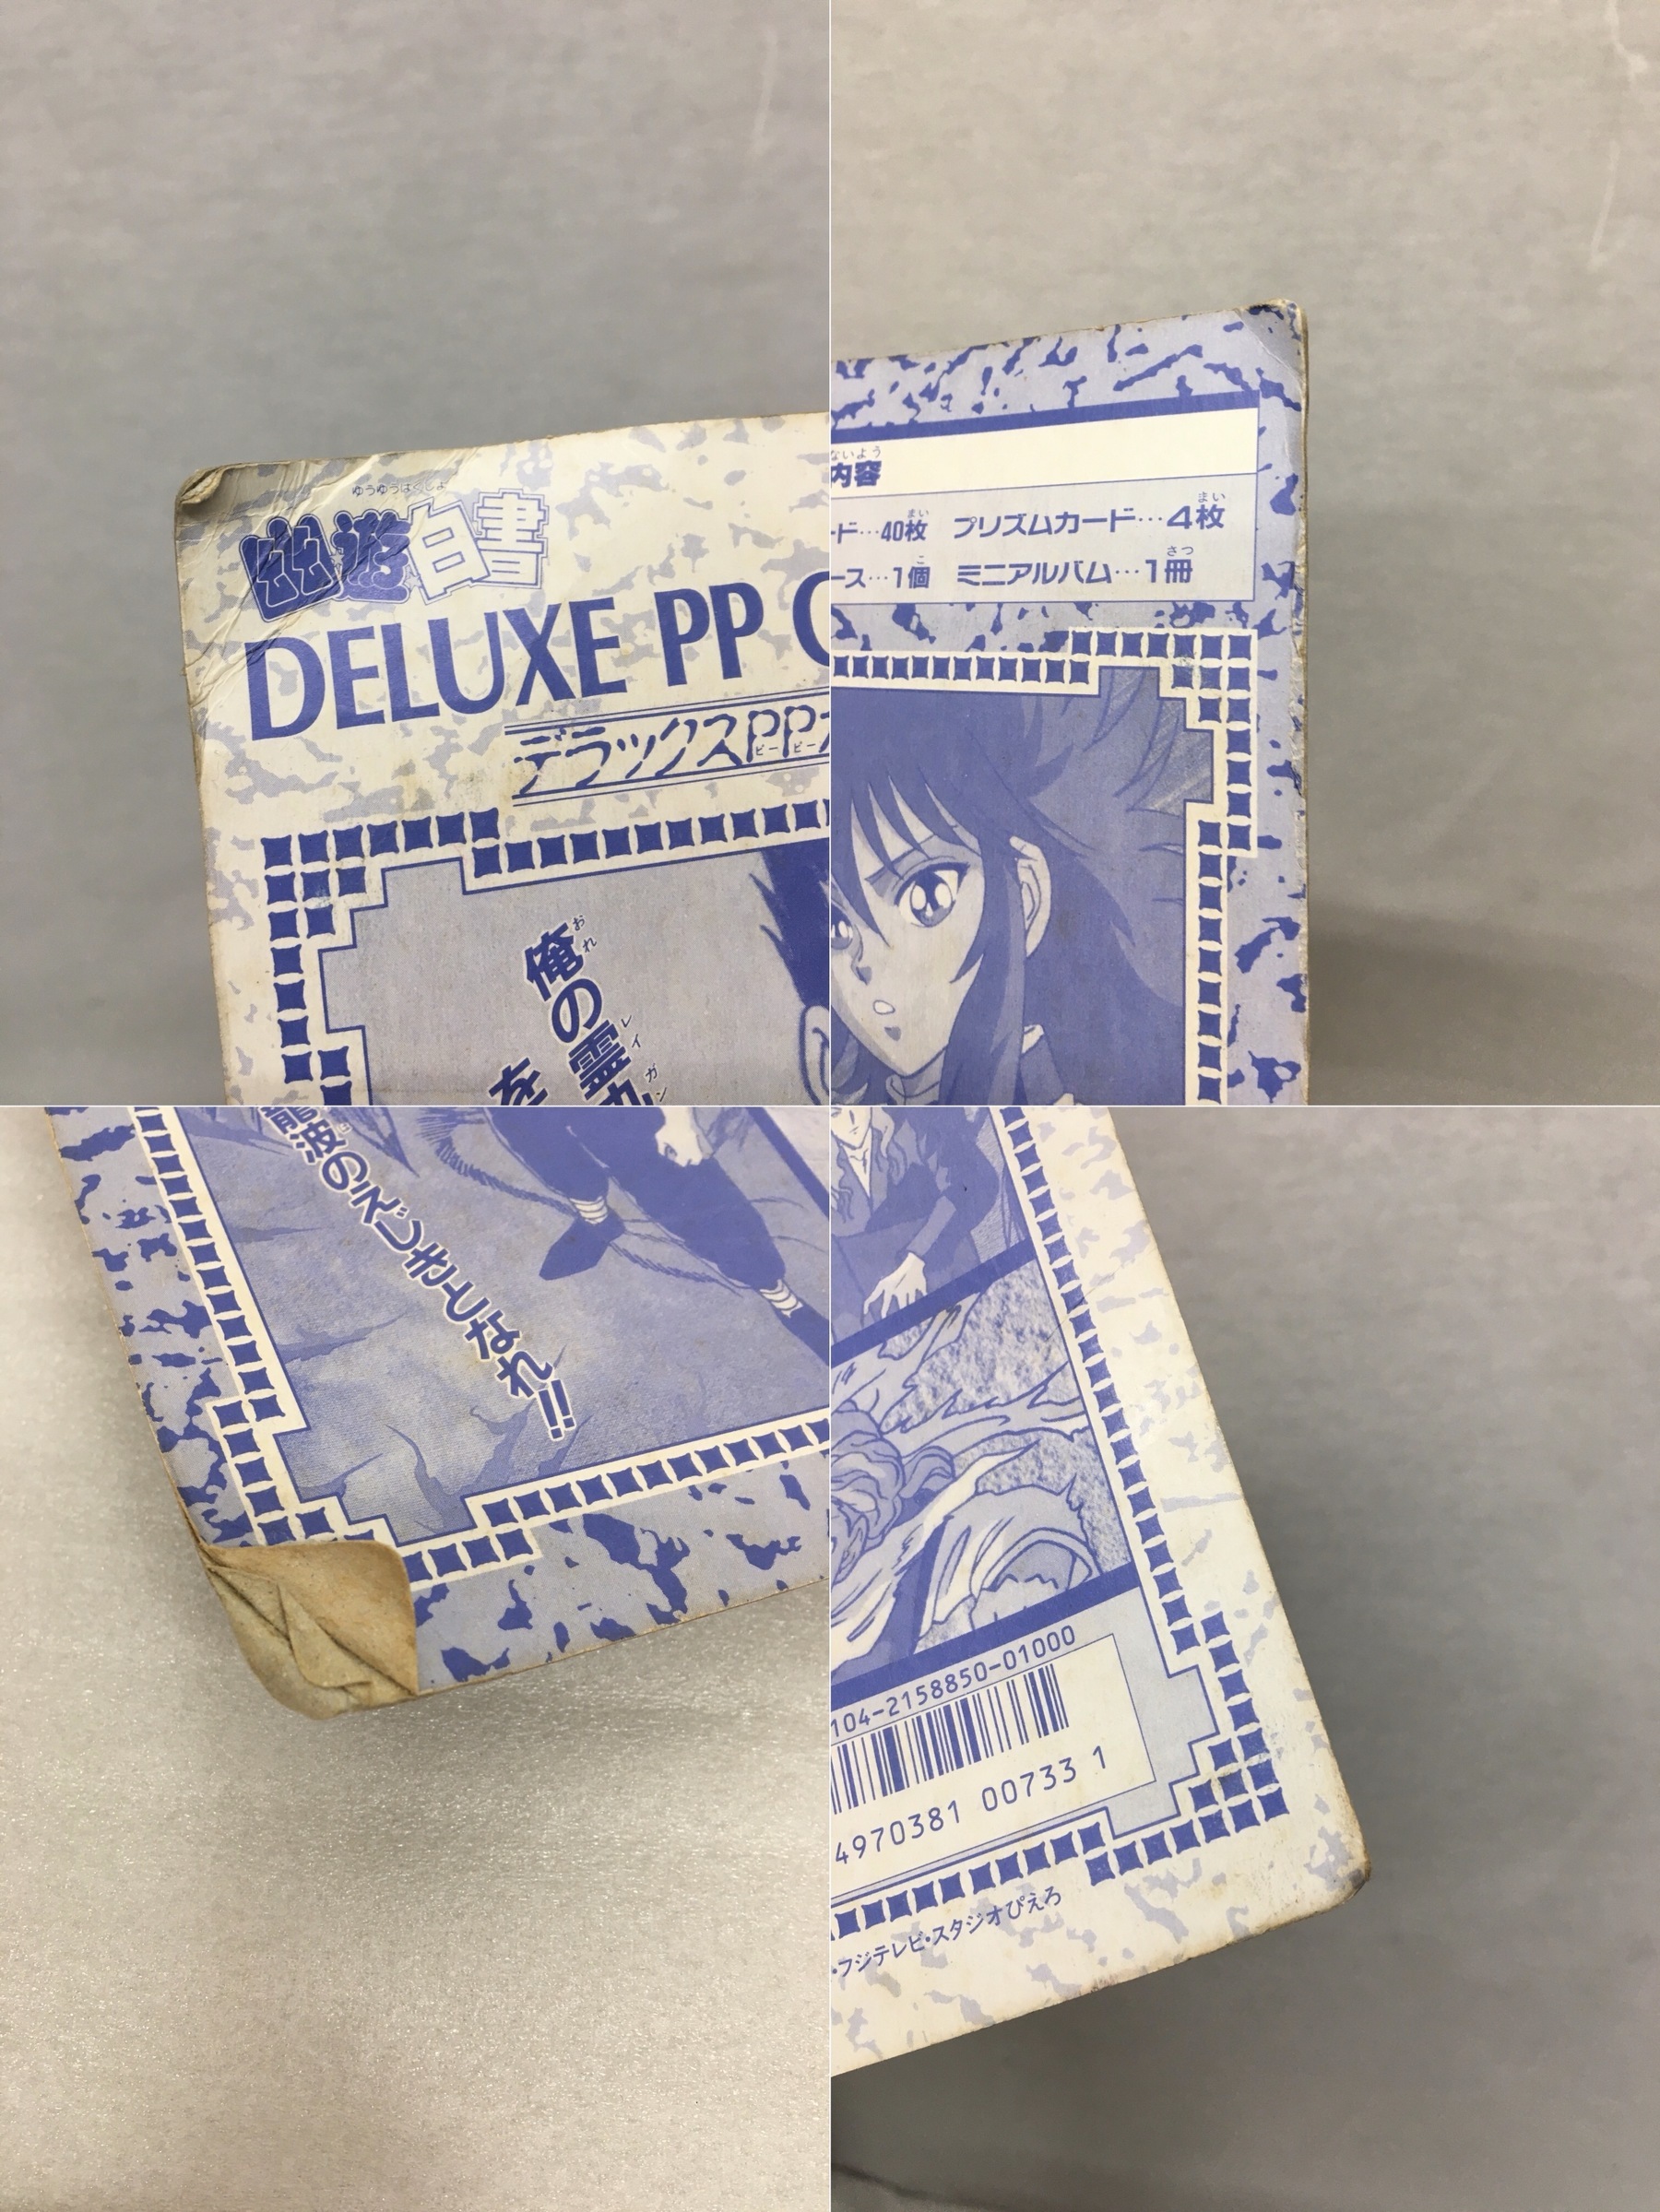 ゆうゆうはくしょ
幽遊白書
DELUXE PP C
デラックスPPカ
ピーピー
おれ
俺の霊丸
レイガン
を
ないよう
内容
ード…40枚 プリズムカード…4枚
まい まい
ース…1個 ミニアルバム…1冊
こ さつ
龍波のえじきとなれ!!
104-2158850-01000
4970381 00733 1
・フジテレビ・スタジオぴえろ